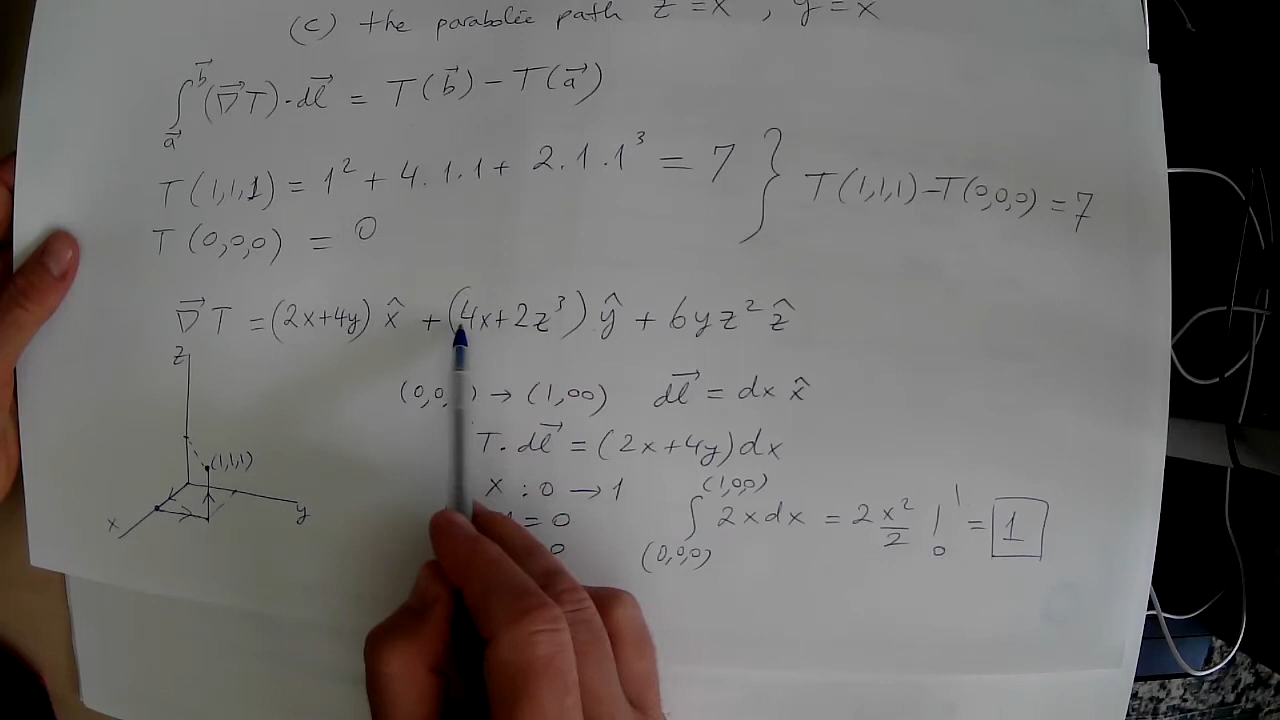 (c) the parabolic path z = x , y = x
∫ₐ⃗^b⃗ (∇⃗T)·dl⃗ = T(b⃗) − T(a⃗)
T(1,1,1) = 1² + 4.1.1 + 2.1.1³ = 7 } T(1,1,1) − T(0,0,0) = 7
T(0,0,0) = 0
∇⃗T = (2x+4y) x̂ + (4x+2z³) ŷ + 6yz² ẑ
z
(0,0, ) → (1,00) dl⃗ = dx x̂
T. dl⃗ = (2x+4y)dx
(1,1,1)
x : 0 → 1 ∫_(0,0,0)^(1,0,0) 2xdx = 2 x²/2 |₀¹ = 1
= 0
0
x
y